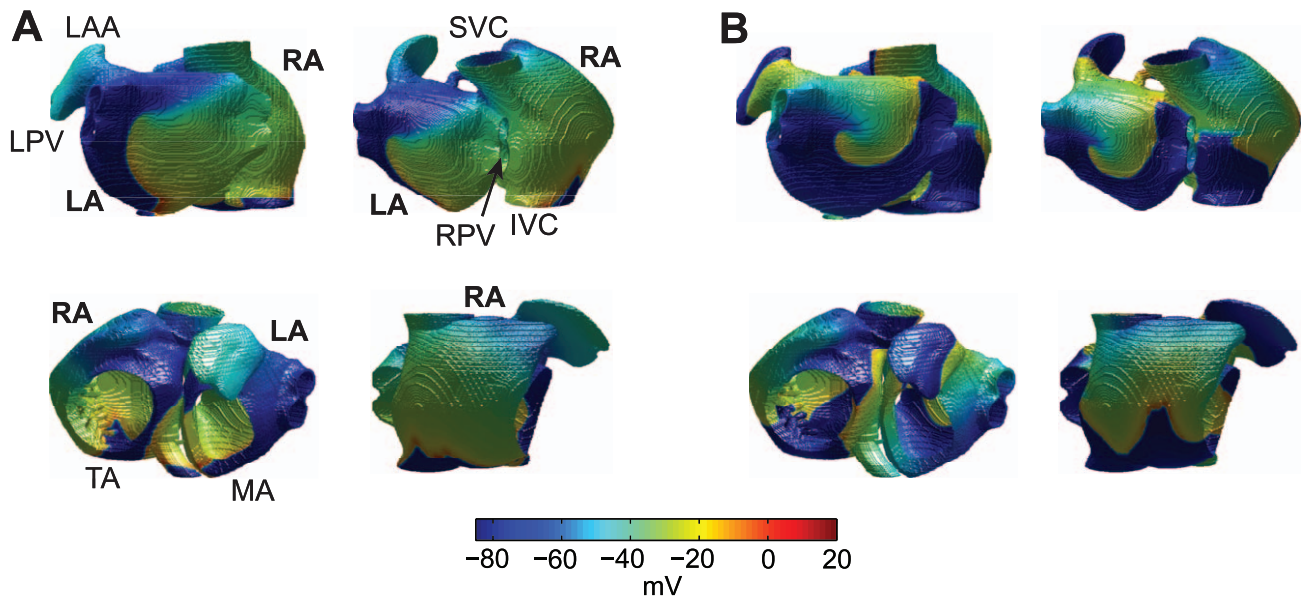 A
LAA
RA
LPV
LA
SVC
RA
LA
RPV
IVC
B
RA
LA
TA
MA
RA
−80 −60 −40 −20 0 20
mV